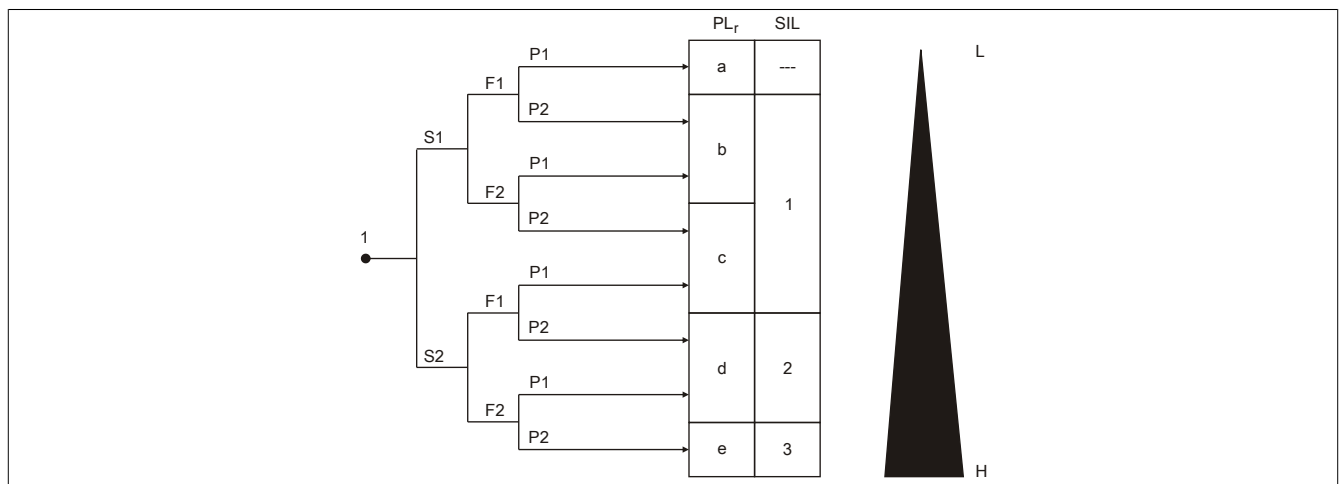 PLr SIL
L
P1 a ---
F1
P2
S1 b
P1
F2 1
P2
1
c
P1
F1
P2
S2 d 2
P1
F2
P2 e 3
H